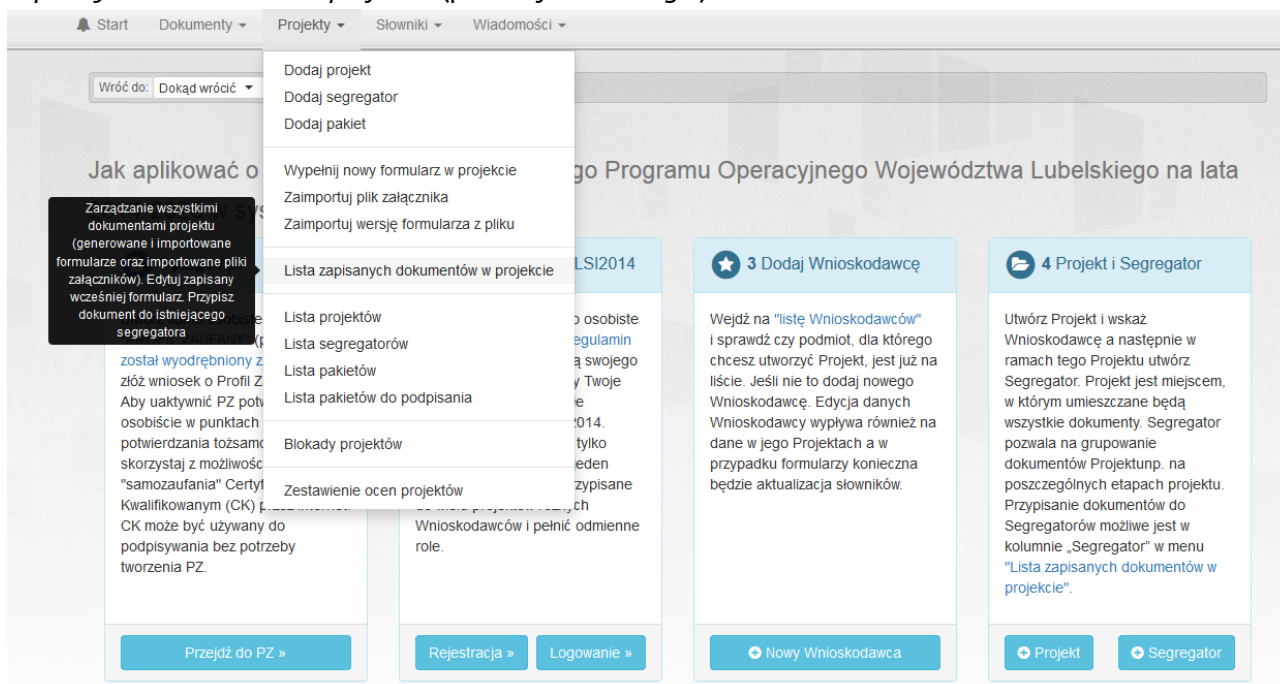 Start Dokumenty Projekty Słowniki Wiadomości
Wróć do: Dokąd wrócić
Dodaj projekt
Dodaj segregator
Dodaj pakiet
Wypełnij nowy formularz w projekcie
Zaimportuj plik załącznika
Zaimportuj wersję formularza z pliku
Lista zapisanych dokumentów w projekcie
Lista projektów
Lista segregatorów
Lista pakietów
Lista pakietów do podpisania
Blokady projektów
Zestawienie ocen projektów
Zarządzanie wszystkimi
dokumentami projektu
(generowane i importowane
formularze oraz importowane pliki
załączników). Edytuj zapisany
wcześniej formularz. Przypisz
dokument do istniejącego
segregatora
Jak aplikować o go Programu Operacyjnego Województwa Lubelskiego na lata
został wyodrębniony z
złóż wniosek o Profil Z
Aby uaktywnić PZ
osobiście w punktach
potwierdzania
skorzystaj z
"samozaufania"
Kwalifikowanym (CK)
CK może być używany do
podpisywania bez potrzeby
tworzenia PZ.
Przejdź do PZ »
LSI2014
osobiste
egulamin
swojego
Twoje
tylko
Wnioskodawców i pełnić odmienne
role.
Rejestracja » Logowanie »
3 Dodaj Wnioskodawcę
Wejdź na "listę Wnioskodawców"
i sprawdź czy podmiot, dla którego
chcesz utworzyć Projekt, jest już na
liście. Jeśli nie to dodaj nowego
Wnioskodawcę. Edycja danych
Wnioskodawcy wypływa również na
dane w jego Projektach a w
przypadku formularzy konieczna
będzie aktualizacja słowników.
Nowy Wnioskodawca
4 Projekt i Segregator
Utwórz Projekt i wskaż
Wnioskodawcę a następnie w
ramach tego Projektu utwórz
Segregator. Projekt jest miejscem,
w którym umieszczane będą
wszystkie dokumenty. Segregator
pozwala na grupowanie
dokumentów Projektunp. na
poszczególnych etapach projektu.
Przypisanie dokumentów do
Segregatorów możliwe jest w
kolumnie „Segregator” w menu
"Lista zapisanych dokumentów w
projekcie".
Projekt Segregator